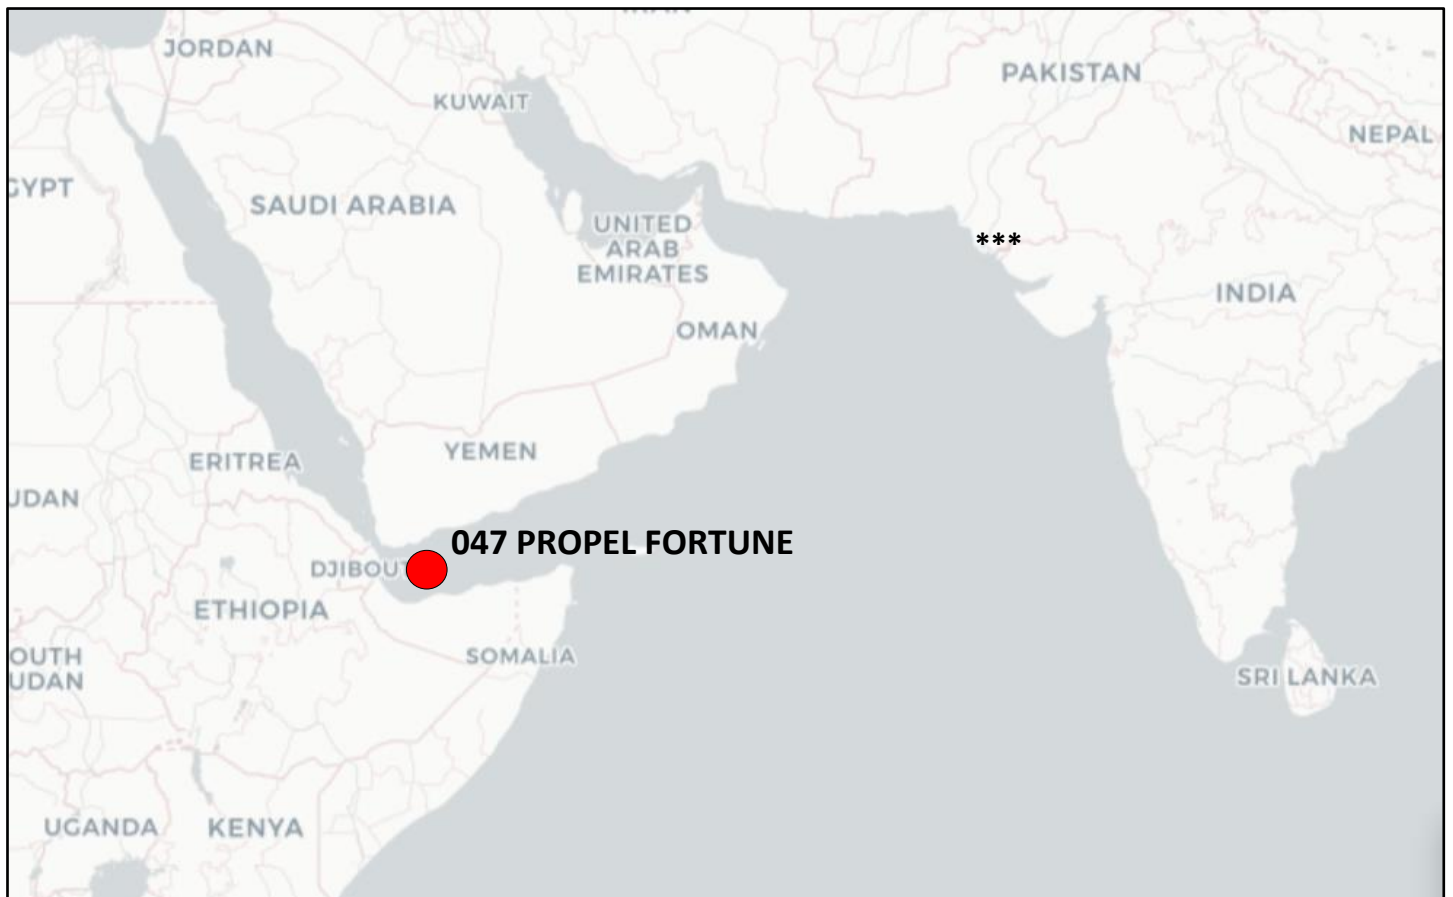 JORDAN
PAKISTAN
KUWAIT
NEPAL
GYPT
SAUDI ARABIA
UNITED
ARAB
EMIRATES
***
INDIA
OMAN
YEMEN
ERITREA
UDAN
047 PROPEL FORTUNE
DJIBOUT
ETHIOPIA
OUTH
UDAN
SOMALIA
SRI LANKA
UGANDA
KENYA